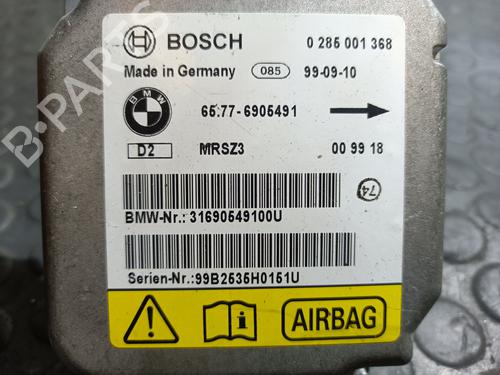 BOSCH 0 285 001 368
Made in Germany 085 99-09-10
BMW
65.77-6905491
D2 MRSZ3 00 99 18
74
BMW-Nr.: 31690549100U
Serien-Nr.:99B2535H0151U
AIRBAG
B-PARTS